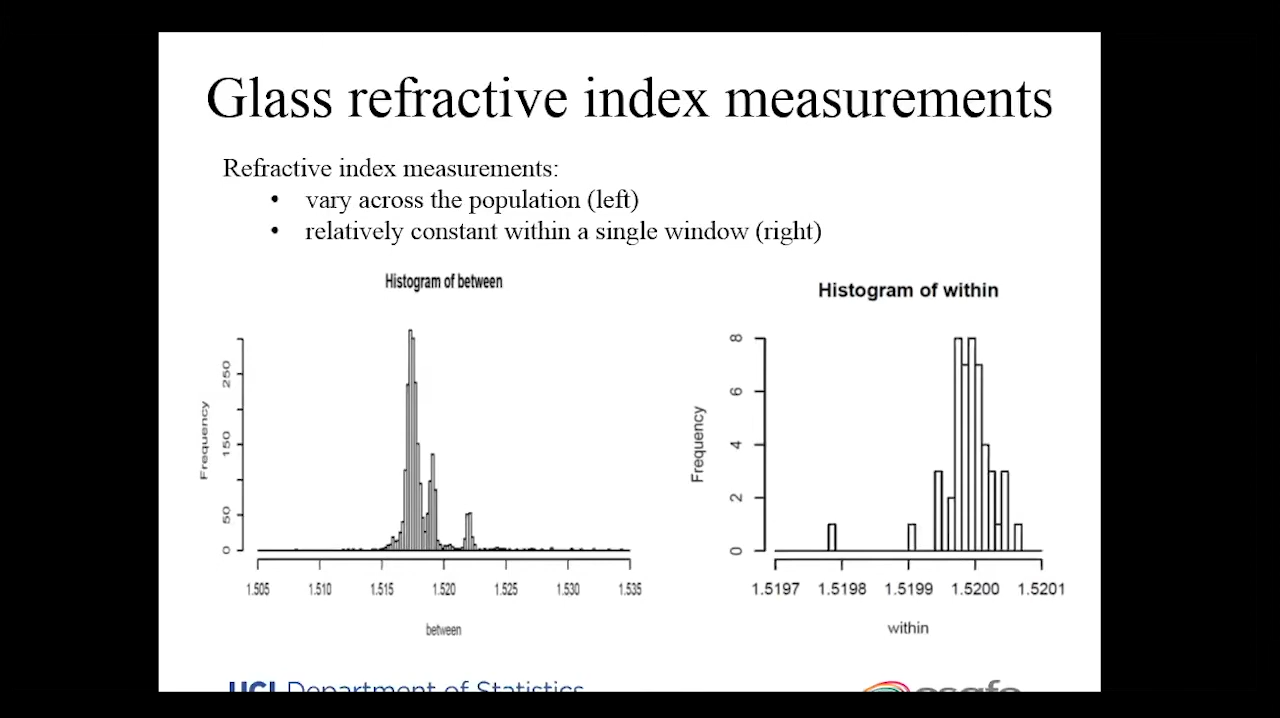 Glass refractive index measurements
Refractive index measurements:
• vary across the population (left)
• relatively constant within a single window (right)
Histogram of between
Frequency
250
150
50
0
1.505 1.510 1.515 1.520 1.525 1.530 1.535
between
Histogram of within
Frequency
8
6
4
2
0
1.5197 1.5198 1.5199 1.5200 1.5201
within
UCI Department of Statistics
csafe